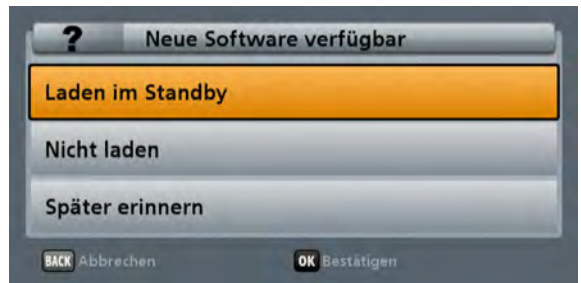 ? Neue Software verfügbar
Laden im Standby
Nicht laden
Später erinnern
BACK Abbrechen OK Bestätigen